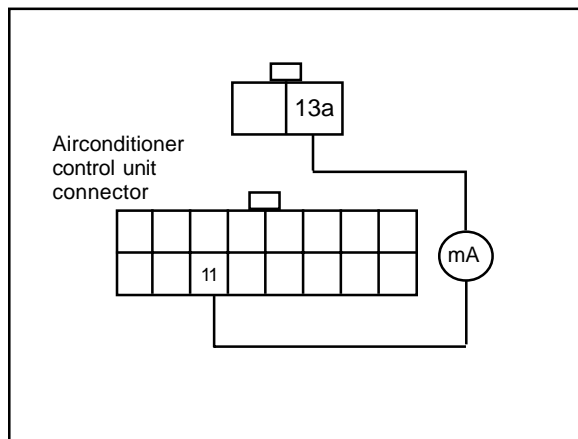 13a
Airconditioner
control unit
connector
mA
11